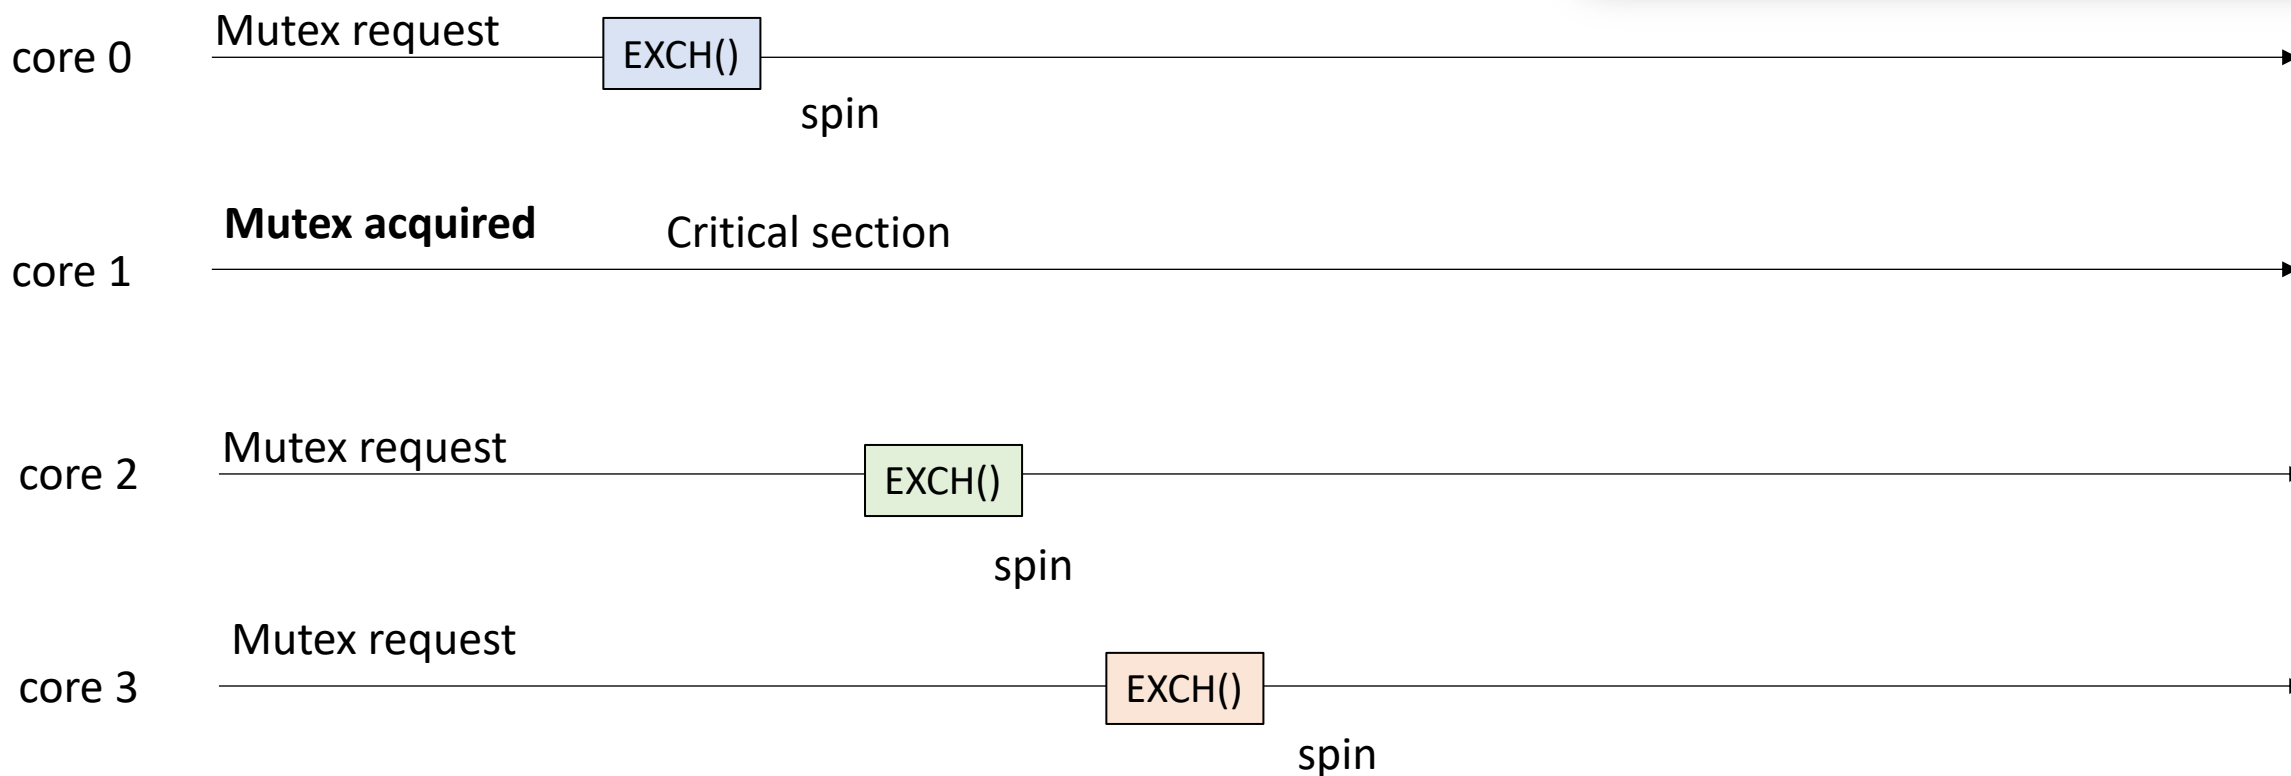 Mutex request
core 0
EXCH()
spin
Mutex acquired
Critical section
core 1
Mutex request
core 2
EXCH()
spin
Mutex request
core 3
EXCH()
spin